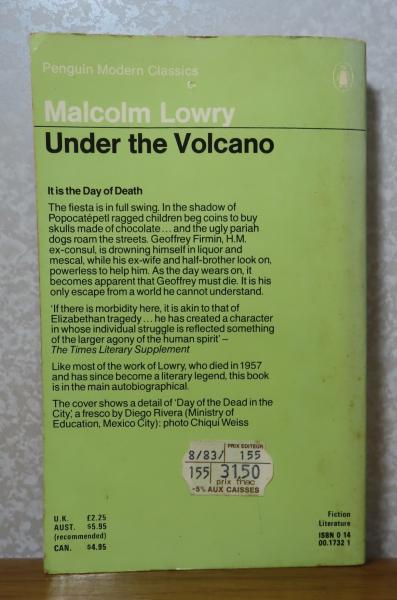 Penguin Modern Classics
Malcolm Lowry
Under the Volcano
It is the Day of Death
The fiesta is in full swing. In the shadow of
Popocatépetl ragged children beg coins to buy
skulls made of chocolate... and the ugly pariah
dogs roam the streets. Geoffrey Firmin, H.M.
ex-consul, is drowning himself in liquor and
mescal, while his ex-wife and half-brother look on,
powerless to help him. As the day wears on, it
becomes apparent that Geoffrey must die. It is his
only escape from a world he cannot understand.
'If there is morbidity here, it is akin to that of
Elizabethan tragedy... he has created a character
in whose individual struggle is reflected something
of the larger agony of the human spirit' –
The Times Literary Supplement
Like most of the work of Lowry, who died in 1957
and has since become a literary legend, this book
is in the main autobiographical.
The cover shows a detail of 'Day of the Dead in the
City', a fresco by Diego Rivera (Ministry of
Education, Mexico City): photo Chiqui Weiss
PRIX EDITEUR
8/83/ 155
155 31,50
prix fnac
-5% AUX CAISSES
U.K. £2.25
AUST. $5.95
(recommended)
CAN. $4.95
Fiction
Literature
ISBN 0 14
00.1732 1